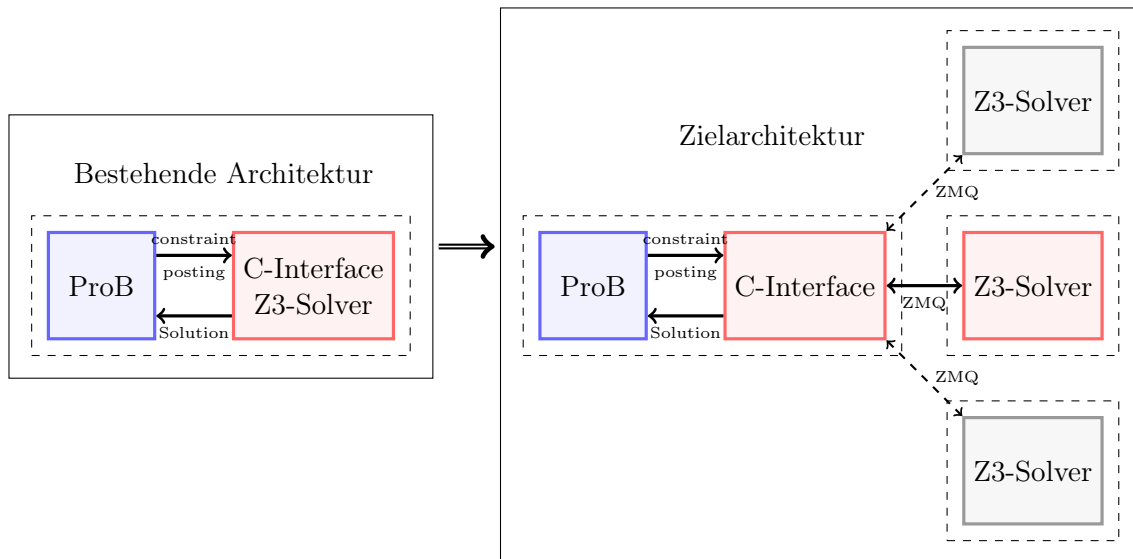 Bestehende Architektur
ProB
constraint
posting
Solution
C-Interface
Z3-Solver
Zielarchitektur
ProB
constraint
posting
Solution
C-Interface
ZMQ
Z3-Solver
ZMQ
Z3-Solver
ZMQ
Z3-Solver